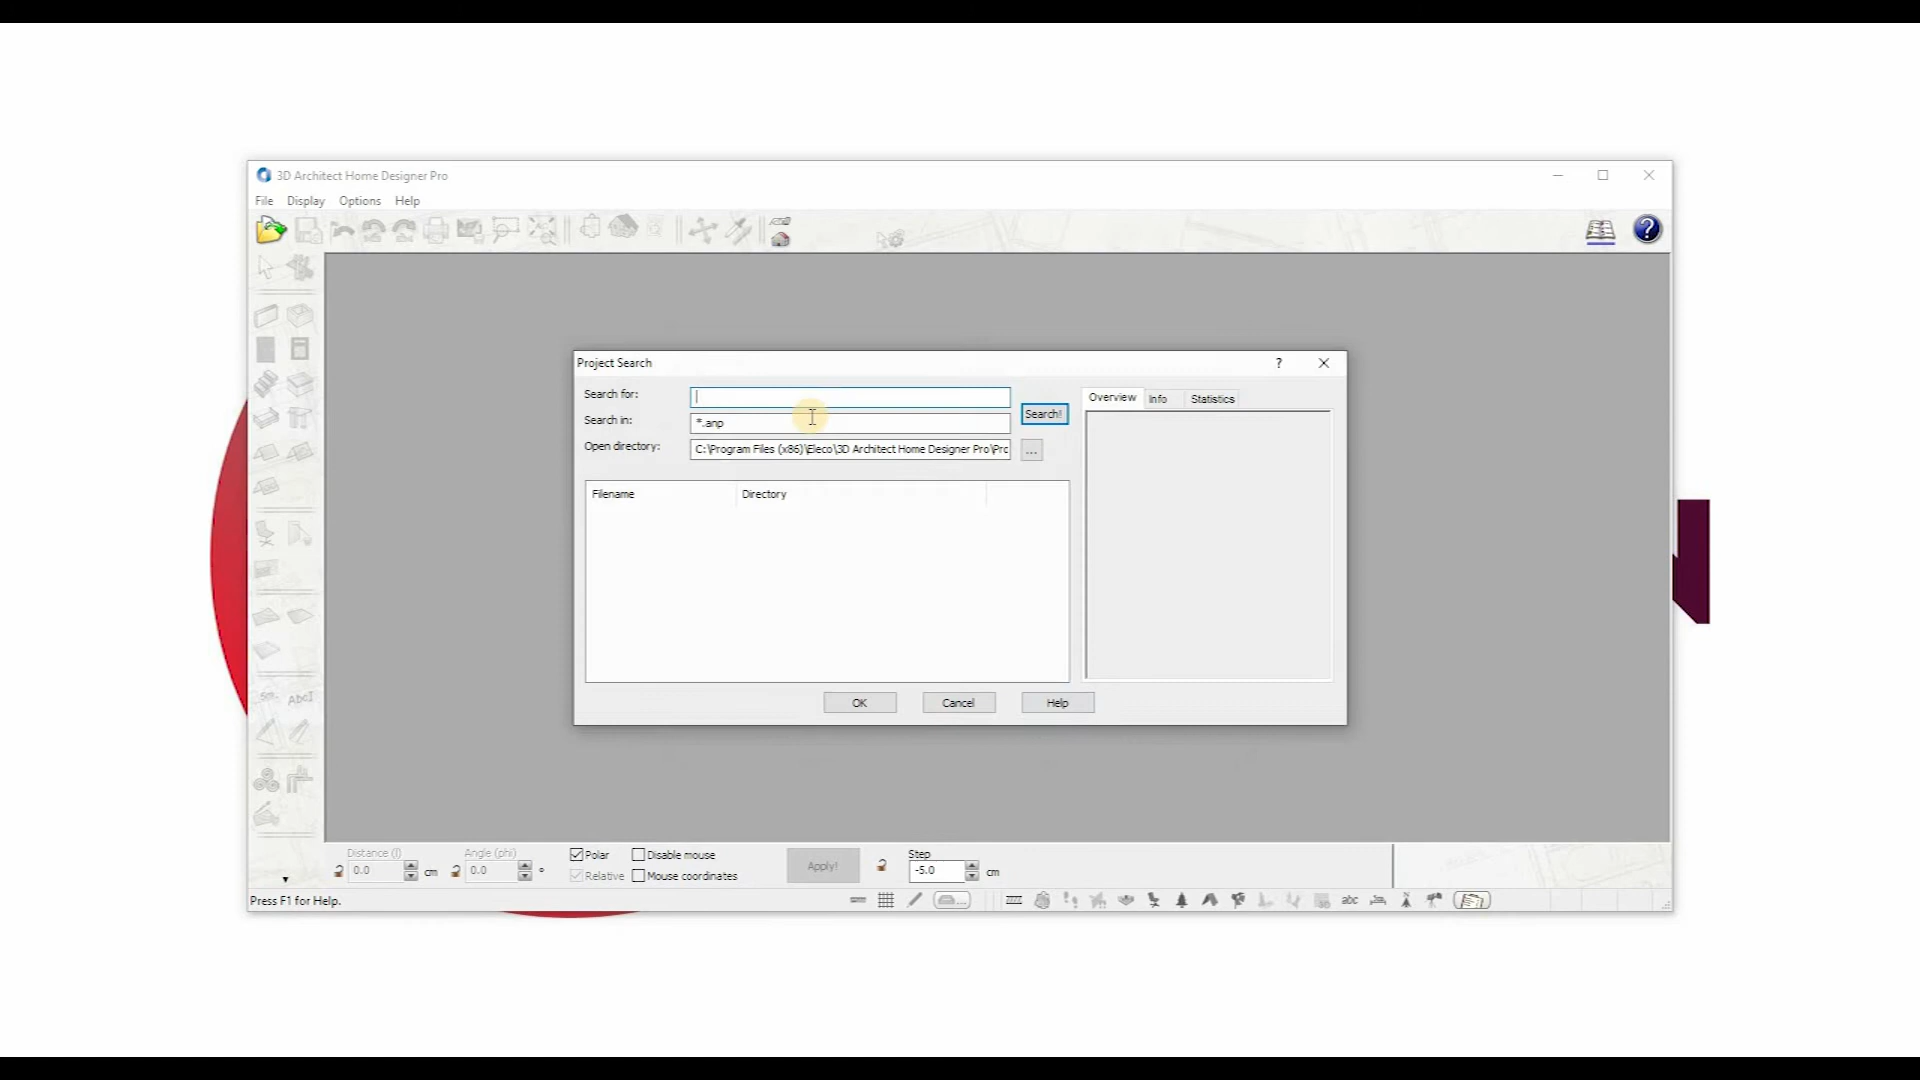 3D Architect Home Designer Pro
File Display Options Help
Project Search
Search for:
Search in: *.anp
Search!
Open directory: C:\Program Files (x86)\Eleco\3D Architect Home Designer Pro\Prc
...
Overview Info Statistics
Filename Directory
OK Cancel Help
AbcI
Distance (l) Angle (phi) Polar Disable mouse Step
0.0 cm 0.0 ° Relative Mouse coordinates Apply! -5.0 cm
Press F1 for Help.
abc